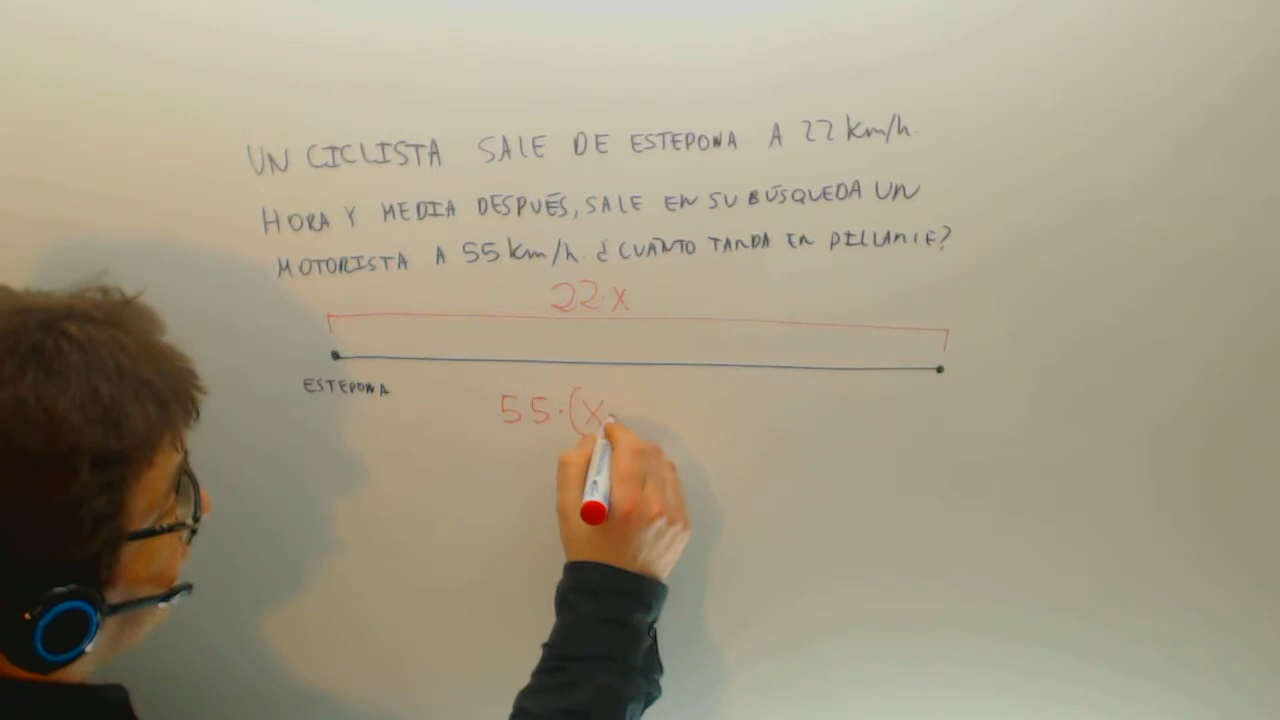 UN CICLISTA SALE DE ESTEPONA A 22 km/h.
HORA Y MEDIA DESPUÉS, SALE EN SU BÚSQUEDA UN
MOTORISTA A 55 km/h. ¿CUÁNTO TARDA EN PILLARLE?
22·X
ESTEPONA
55·(X